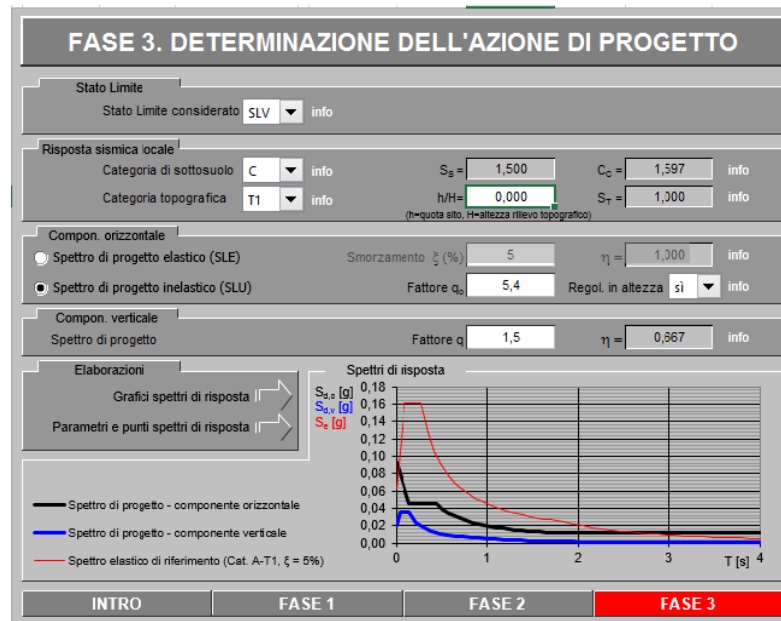 FASE 3. DETERMINAZIONE DELL'AZIONE DI PROGETTO
Stato Limite
Stato Limite considerato SLV info
Risposta sismica locale
Categoria di sottosuolo C info SS = 1,500 CC = 1,597 info
Categoria topografica T1 info h/H= 0,000 ST = 1,000 info
(h=quota sito, H=altezza rilievo topografico)
Compon. orizzontale
Spettro di progetto elastico (SLE) Smorzamento ξ (%) 5 η = 1,000 info
Spettro di progetto inelastico (SLU) Fattore qo 5,4 Regol. in altezza sì info
Compon. verticale
Spettro di progetto Fattore q 1,5 η = 0,667 info
Elaborazioni
Grafici spettri di risposta
Parametri e punti spettri di risposta
Spettri di risposta
Sd,o [g]
Sd,v [g]
Se [g]
0,18
0,16
0,14
0,12
0,10
0,08
0,06
0,04
0,02
0,00
0 1 2 3 T [s] 4
Spettro di progetto - componente orizzontale
Spettro di progetto - componente verticale
Spettro elastico di riferimento (Cat. A-T1, ξ = 5%)
INTRO FASE 1 FASE 2 FASE 3